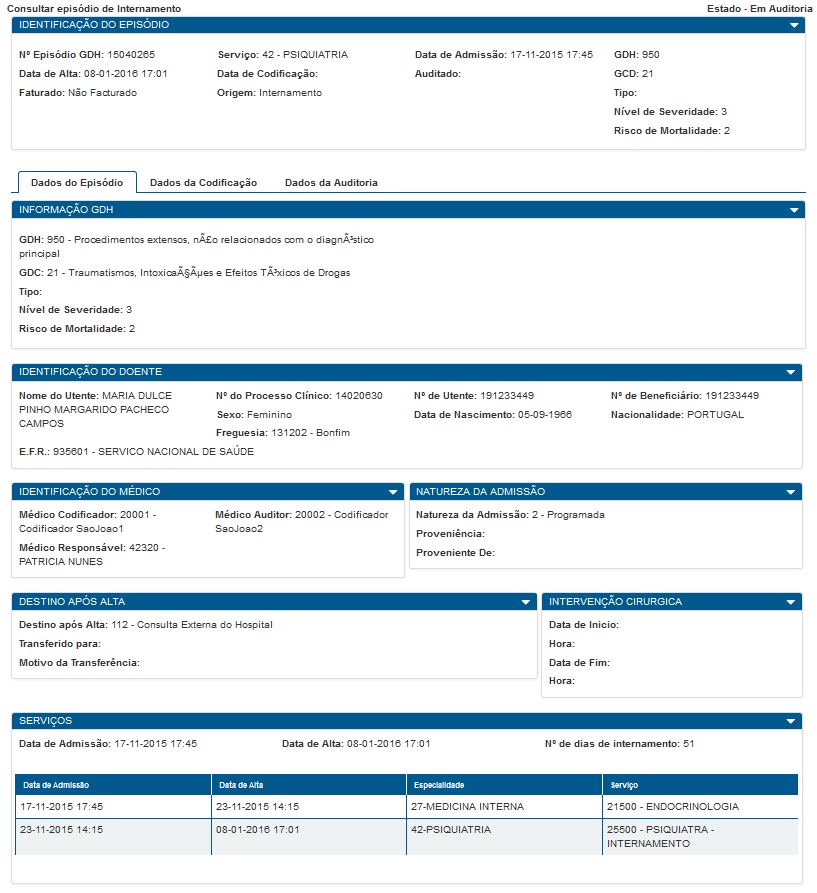 Consultar episódio de Internamento Estado - Em Auditoria
IDENTIFICAÇÃO DO EPISÓDIO
Nº Episódio GDH: 15040265 Serviço: 42 - PSIQUIATRIA Data de Admissão: 17-11-2015 17:45 GDH: 950
Data de Alta: 08-01-2016 17:01 Data de Codificação: Auditado: GCD: 21
Faturado: Não Facturado Origem: Internamento Tipo:
Nível de Severidade: 3
Risco de Mortalidade: 2
Dados do Episódio Dados da Codificação Dados da Auditoria
INFORMAÇÃO GDH
GDH: 950 - Procedimentos extensos, nÃ£o relacionados com o diagnÃ³stico
principal
GDC: 21 - Traumatismos, IntoxicaÃ§Ãµes e Efeitos TÃ³xicos de Drogas
Tipo:
Nível de Severidade: 3
Risco de Mortalidade: 2
IDENTIFICAÇÃO DO DOENTE
Nome do Utente: MARIA DULCE Nº do Processo Clínico: 14020630 Nº de Utente: 191233449 Nº de Beneficiário: 191233449
PINHO MARGARIDO PACHECO Sexo: Feminino Data de Nascimento: 05-09-1966 Nacionalidade: PORTUGAL
CAMPOS Freguesia: 131202 - Bonfim
E.F.R.: 935601 - SERVICO NACIONAL DE SAÚDE
IDENTIFICAÇÃO DO MÉDICO
Médico Codificador: 20001 - Médico Auditor: 20002 - Codificador
Codificador SaoJoao1 SaoJoao2
Médico Responsável: 42320 -
PATRICIA NUNES
NATUREZA DA ADMISSÃO
Natureza da Admissão: 2 - Programada
Proveniência:
Proveniente De:
DESTINO APÓS ALTA
Destino após Alta: 112 - Consulta Externa do Hospital
Transferido para:
Motivo da Transferência:
INTERVENÇÃO CIRURGICA
Data de Inicio:
Hora:
Data de Fim:
Hora:
SERVIÇOS
Data de Admissão: 17-11-2015 17:45 Data de Alta: 08-01-2016 17:01 Nº de dias de internamento: 51
Data de Admissão Data de Alta Especialidade Serviço
17-11-2015 17:45 23-11-2015 14:15 27-MEDICINA INTERNA 21500 - ENDOCRINOLOGIA
23-11-2015 14:15 08-01-2016 17:01 42-PSIQUIATRIA 25500 - PSIQUIATRA -
INTERNAMENTO